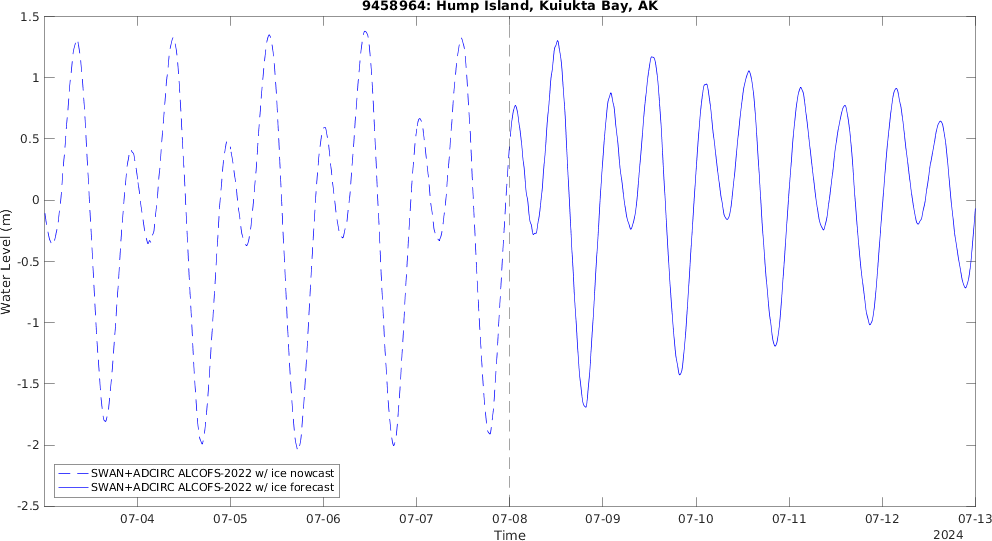 9458964: Hump Island, Kuiukta Bay, AK
Water Level (m)
1.5
1
0.5
0
-0.5
-1
-1.5
-2
-2.5
SWAN+ADCIRC ALCOFS-2022 w/ ice nowcast
SWAN+ADCIRC ALCOFS-2022 w/ ice forecast
07-04 07-05 07-06 07-07 07-08 07-09 07-10 07-11 07-12 07-13
Time
2024